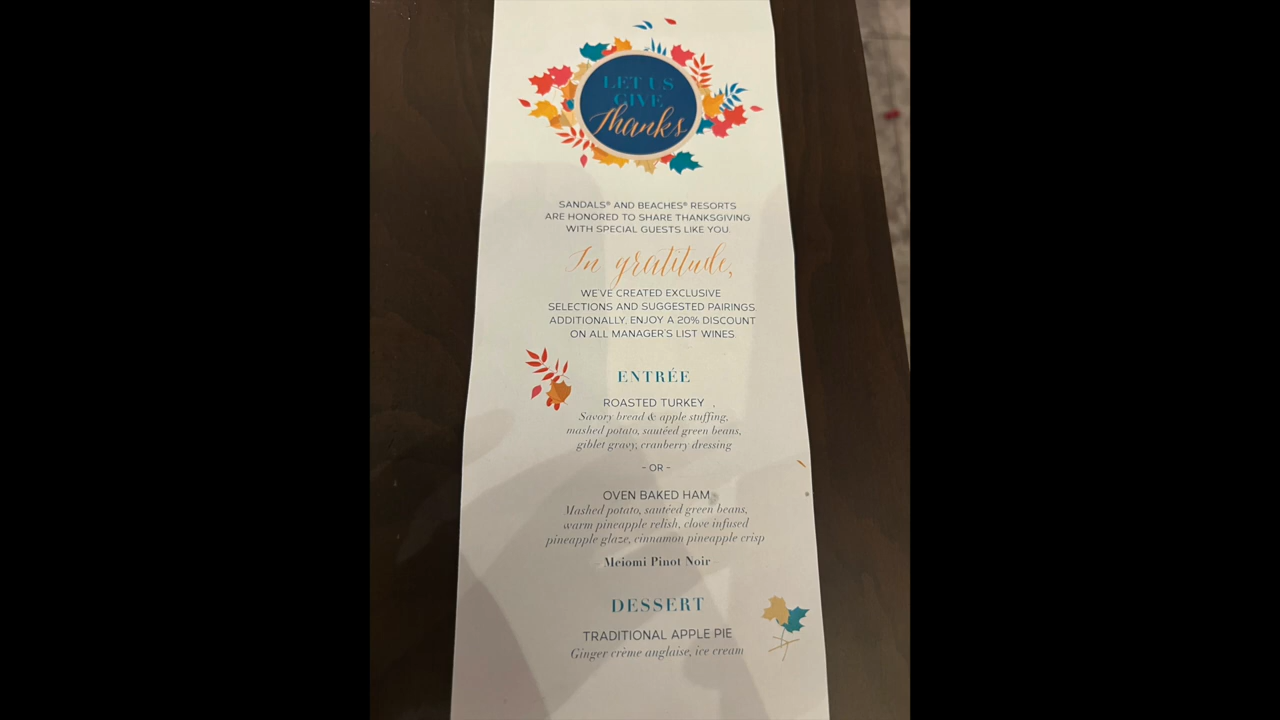 LET US
GIVE
Thanks
SANDALS® AND BEACHES® RESORTS
ARE HONORED TO SHARE THANKSGIVING
WITH SPECIAL GUESTS LIKE YOU.
In gratitude,
WE'VE CREATED EXCLUSIVE
SELECTIONS AND SUGGESTED PAIRINGS.
ADDITIONALLY, ENJOY A 20% DISCOUNT
ON ALL MANAGER'S LIST WINES.
ENTRÉE
ROASTED TURKEY
Savory bread & apple stuffing,
mashed potato, sautéed green beans,
giblet gravy, cranberry dressing
- OR -
OVEN BAKED HAM
Mashed potato, sautéed green beans,
warm pineapple relish, clove infused
pineapple glaze, cinnamon pineapple crisp
Meiomi Pinot Noir
DESSERT
TRADITIONAL APPLE PIE
Ginger crème anglaise, ice cream